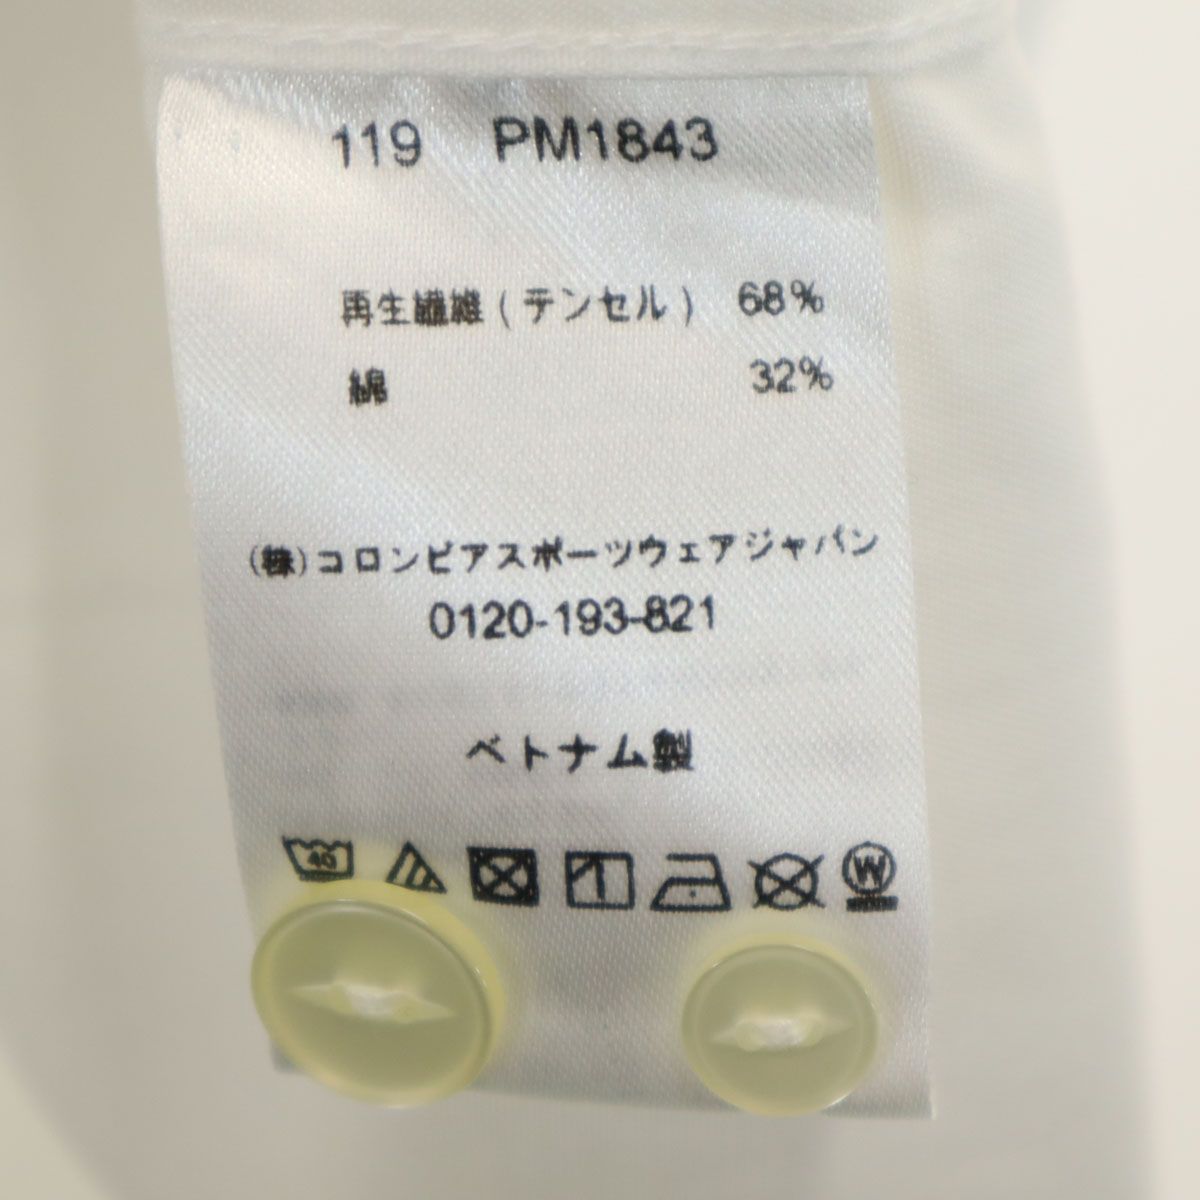 119 PM1843
再生繊維(テンセル) 68%
綿 32%
(株)コロンビアスポーツウェアジャパン
0120-193-821
ベトナム製
40
W